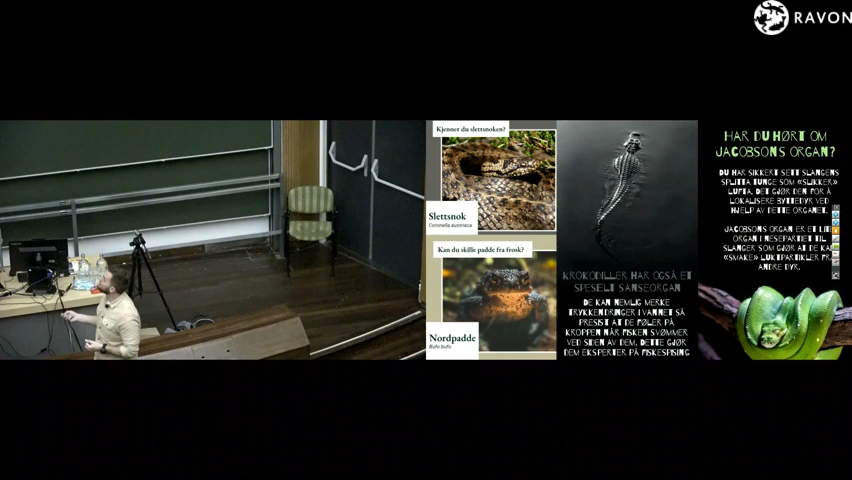 RAVON
Kjenner du slettsnoken?
Slettsnok
Coronella austriaca
Kan du skille padde fra frosk?
Nordpadde
Bufo bufo
KROKODILLER HAR OGSÅ ET
SPESIELT SANSEORGAN
DE KAN NEMLIG MERKE
TRYKKENDRINGER I VANNET SÅ
PRESIST AT DE FØLER PÅ
KROPPEN NÅR FISKEN SVØMMER
VED SIDEN AV DEM. DETTE GJØR
DEM EKSPERTER PÅ FISKESPISING
HAR DU HØRT OM
JACOBSONS ORGAN?
DU HAR SIKKERT SETT SLANGENS
SPLITTA TUNGE SOM «SLIKKER»
LUFTA. DET GJØR DEN FOR Å
LOKALISERE BYTTEDYR VED
HJELP AV DETTE ORGANET.
JACOBSONS ORGAN ER ET
ORGAN I NESEPARTIET TIL
SLANGER SOM GJØR AT DE
«SMAKE» LUKTPARTIKLER
ANDRE DYR.